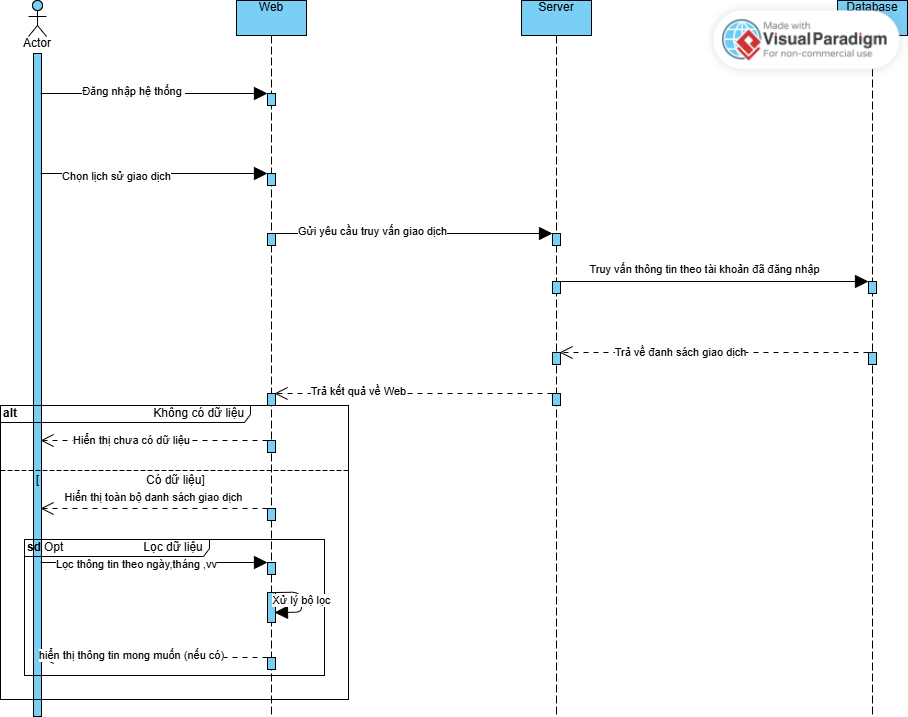 Web
Server
Database
Made with
VisualParadigm
For non-commercial use
Actor
Đăng nhập hệ thống
Chọn lịch sử giao dịch
Gửi yêu cầu truy vấn giao dịch
Truy vấn thông tin theo tài khoản đã đăng nhập
Trả về đanh sách giao dịch
Trả kết quả về Web
alt Không có dữ liệu
Hiển thị chưa có dữ liệu
[ Có dữ liệu]
Hiển thị toàn bộ danh sách giao dịch
sd Opt Lọc dữ liệu
Lọc thông tin theo ngày,tháng ,vv
Xử lý bộ lọc
hiển thị thông tin mong muốn (nếu có)